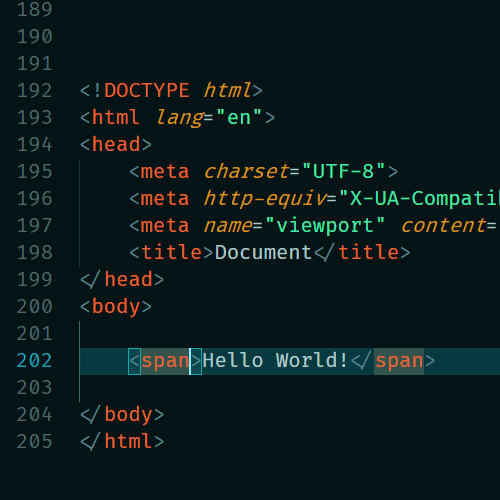 189
190
191
192 <!DOCTYPE html>
193 <html lang="en">
194 <head>
195 <meta charset="UTF-8">
196 <meta http-equiv="X-UA-Compati
197 <meta name="viewport" content=
198 <title>Document</title>
199 </head>
200 <body>
201
202 <span>Hello World!</span>
203
204 </body>
205 </html>